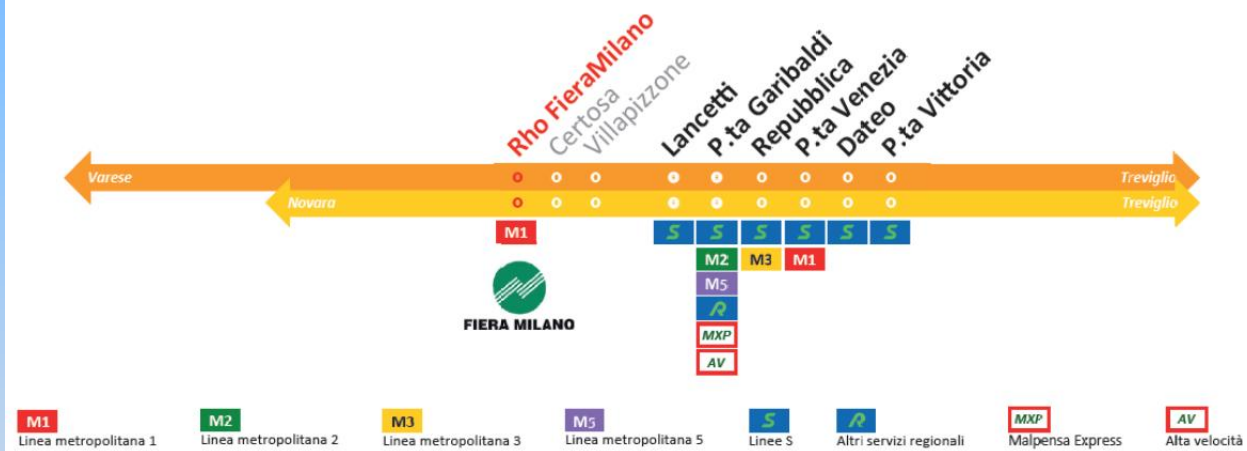 Rho FieraMilano
Certosa
Villapizzone
Lancetti
P.ta Garibaldi
Repubblica
P.ta Venezia
Dateo
P.ta Vittoria
Varese
Treviglio
Novara
Treviglio
M1
S S S S S S
M2 M3 M1
M5
R
MXP
AV
FIERA MILANO
M1
Linea metropolitana 1
M2
Linea metropolitana 2
M3
Linea metropolitana 3
M5
Linea metropolitana 5
S
Linee S
R
Altri servizi regionali
MXP
Malpensa Express
AV
Alta velocità